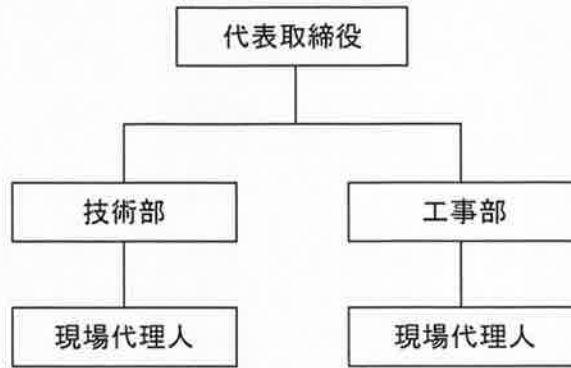 代表取締役
技術部
工事部
現場代理人
現場代理人